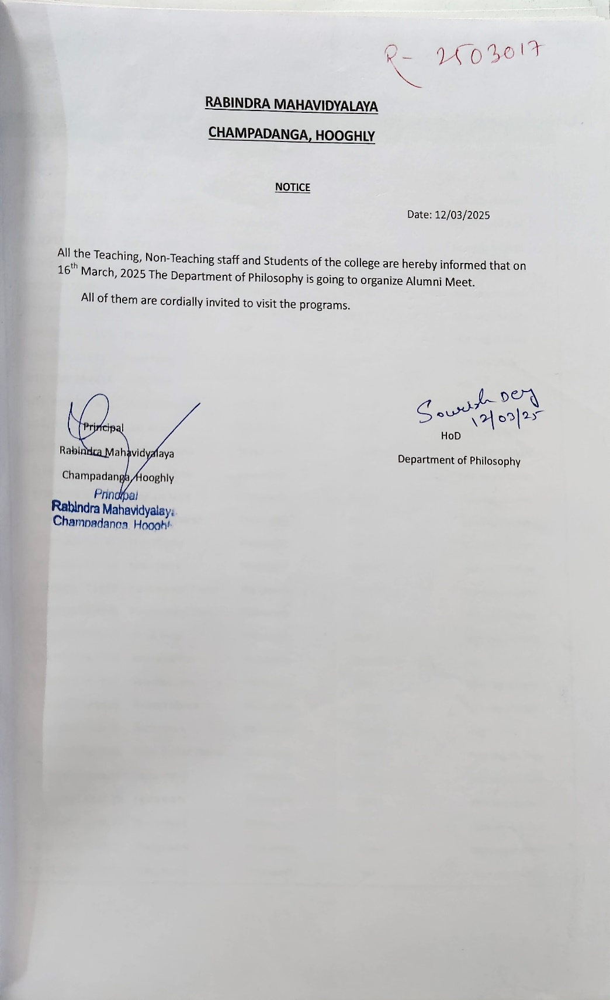 R- 2503017
RABINDRA MAHAVIDYALAYA
CHAMPADANGA, HOOGHLY
NOTICE
Date: 12/03/2025
All the Teaching, Non-Teaching staff and Students of the college are hereby informed that on
16th March, 2025 The Department of Philosophy is going to organize Alumni Meet.
All of them are cordially invited to visit the programs.
Sourish Dey
12/03/25
Principal
HoD
Rabindra Mahavidyalaya
Department of Philosophy
Champadanga, Hooghly
Principal
Rabindra Mahavidyalaya
Champadanga, Hooghl